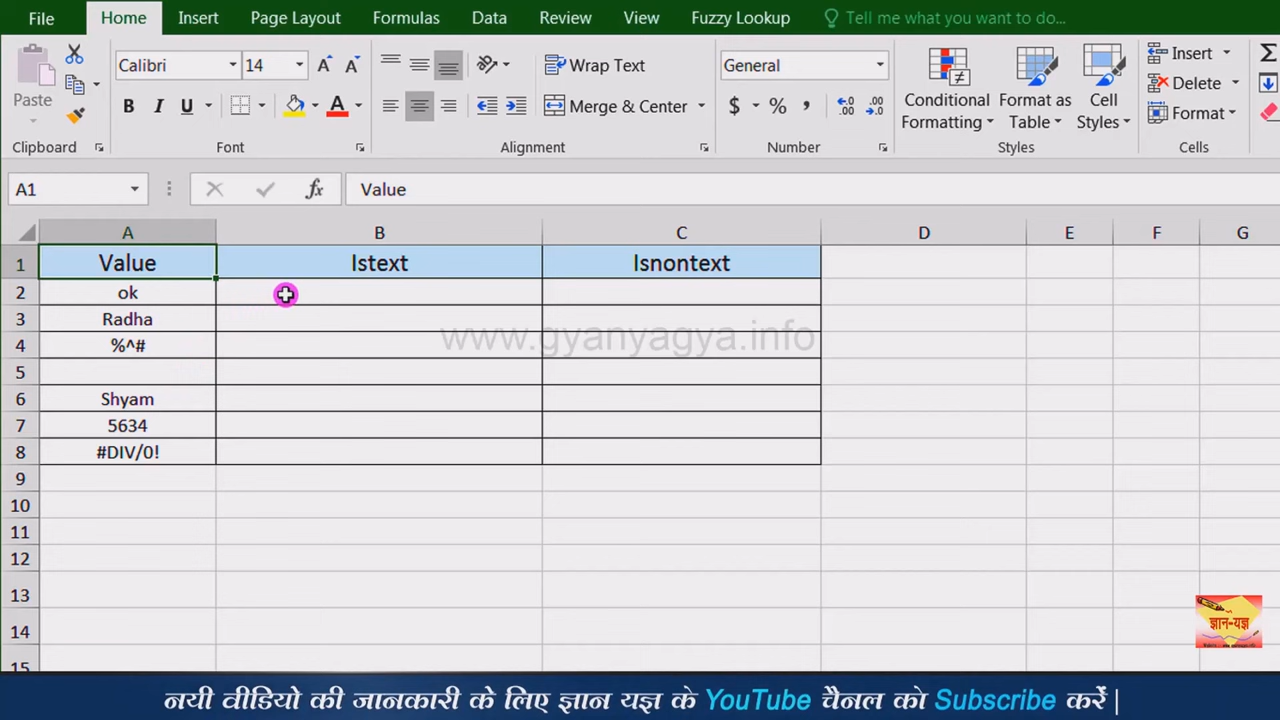 File Home Insert Page Layout Formulas Data Review View Fuzzy Lookup Tell me what you want to do...
Paste
Calibri 14
B I U A
Wrap Text
Merge & Center
General
$ % ,
Conditional Formatting
Format as Table
Cell Styles
Insert
Delete
Format
Clipboard Font Alignment Number Styles Cells
A1 fx Value
A B C D E F G
1 Value Istext Isnontext
2 ok
3 Radha
4 %^#
5
6 Shyam
7 5634
8 #DIV/0!
9
10
11
12
13
14
15
www.gyanyagya.info
ज्ञान-यज्ञ
नयी वीडियो की जानकारी के लिए ज्ञान यज्ञ के YouTube चैनल को Subscribe करें |